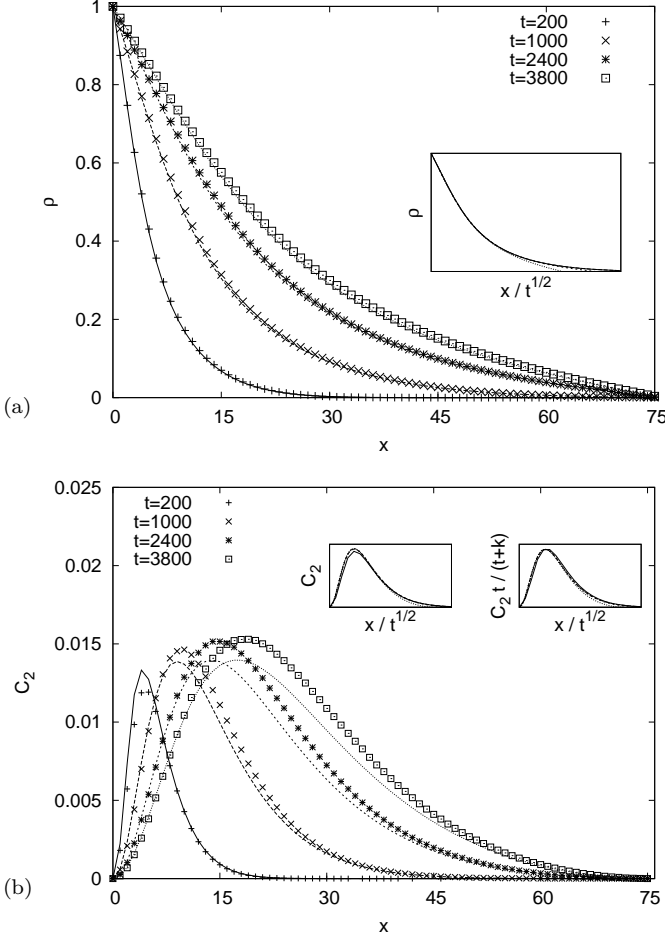 x
t=200
t=1000
t=2400
t=3800
1
0.8
0.6
0.4
0.2
0
ρ
ρ
x / t^{1/2}
0
15
30
45
60
75
x
(a)
0.025
0.02
0.015
0.01
0.005
0
C_2
t=200
t=1000
t=2400
t=3800
C_2
x / t^{1/2}
C_2 t / (t+k)
x / t^{1/2}
0
15
30
45
60
75
x
(b)